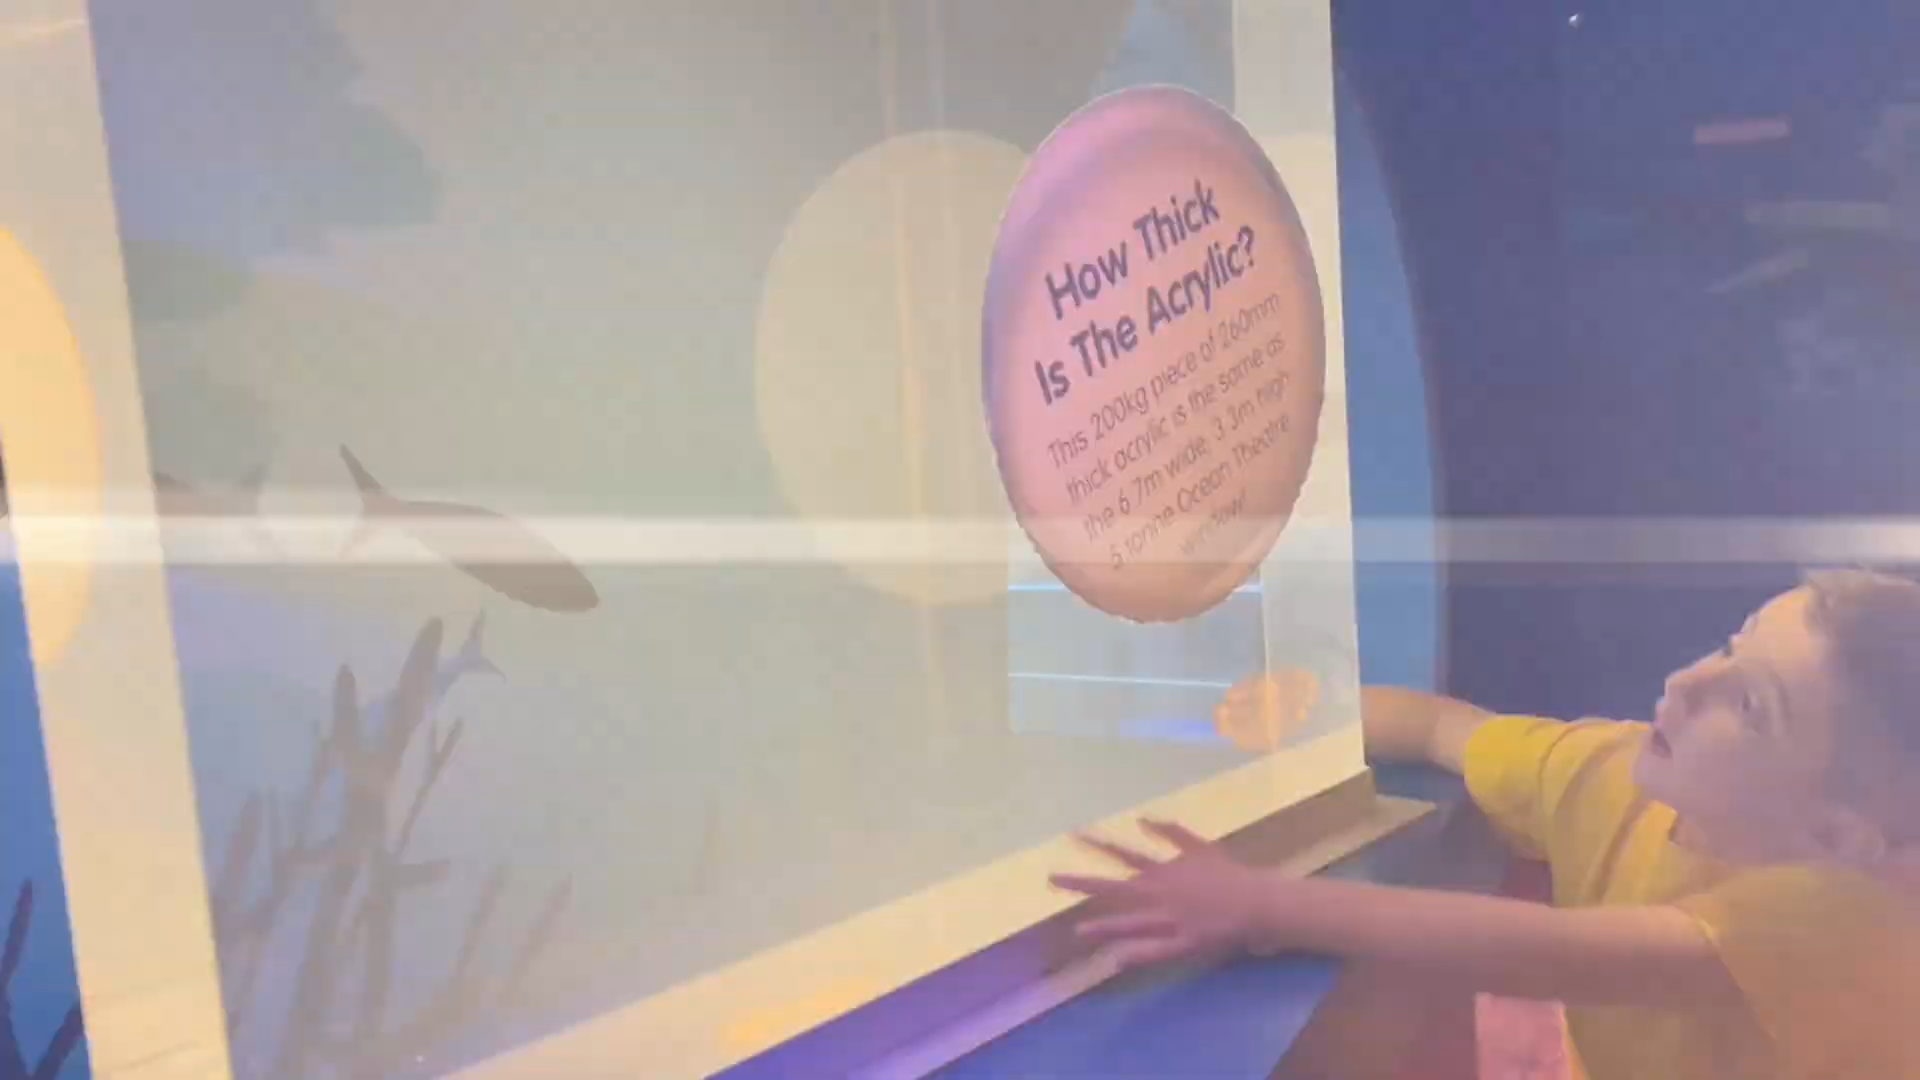 How Thick
Is The Acrylic?
This 200kg piece of 260mm
thick acrylic is the same as
the 6.7m wide, 3.3m high
5 tonne Ocean Theatre
window!